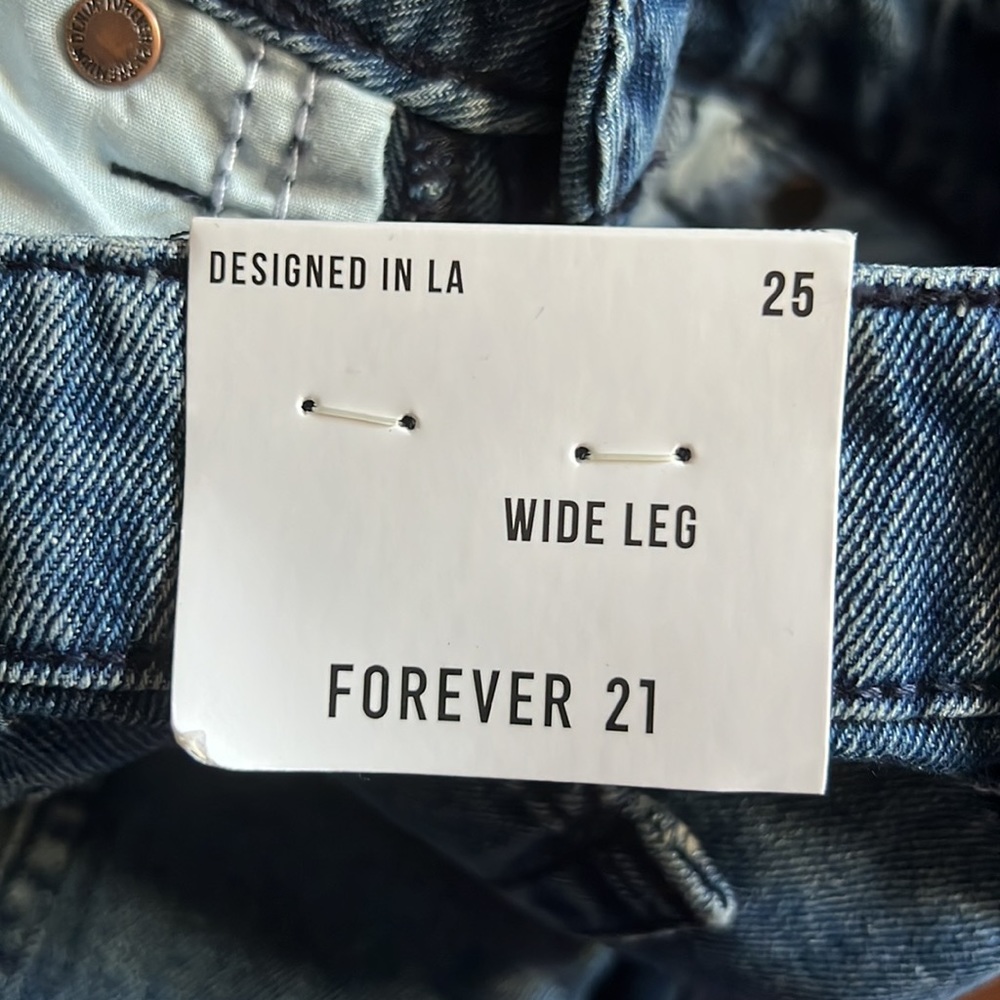 DESIGNED IN LA
25
WIDE LEG
FOREVER 21